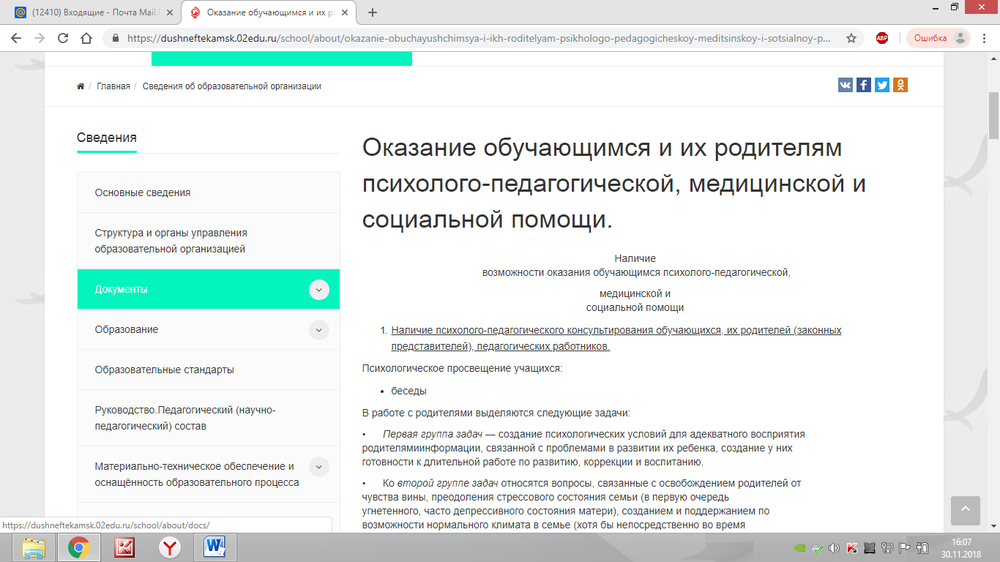 (12410) Входящие - Почта Mail.
Оказание обучающимся и их р
https://dushneftekamsk.02edu.ru/school/about/okazanie-obuchayushchimsya-i-ikh-roditelyam-psikhologo-pedagogicheskoy-meditsinskoy-i-sotsialnoy-p...
ABP
Ошибка
/ Главная / Сведения об образовательной организации
Сведения
Основные сведения
Структура и органы управления
образовательной организацией
Документы
Образование
Образовательные стандарты
Руководство.Педагогический (научно-
педагогический) состав
Материально-техническое обеспечение и
оснащённость образовательного процесса
Оказание обучающимся и их родителям
психолого-педагогической, медицинской и
социальной помощи.
Наличие
возможности оказания обучающимся психолого-педагогической,
медицинской и
социальной помощи
1. Наличие психолого-педагогического консультирования обучающихся, их родителей (законных
представителей), педагогических работников.
Психологическое просвещение учащихся:
• беседы
В работе с родителями выделяются следующие задачи:
• Первая группа задач — создание психологических условий для адекватного восприятия
родителямиинформации, связанной с проблемами в развитии их ребенка, создание у них
готовности к длительной работе по развитию, коррекции и воспитанию.
• Ко второй группе задач относятся вопросы, связанные с освобождением родителей от
чувства вины, преодоления стрессового состояния семьи (в первую очередь
угнетенного, часто депрессивного состояния матери), созданием и поддержанием по
возможности нормального климата в семье (хотя бы непосредственно во время
https://dushneftekamsk.02edu.ru/school/about/docs/
16:07
30.11.2018